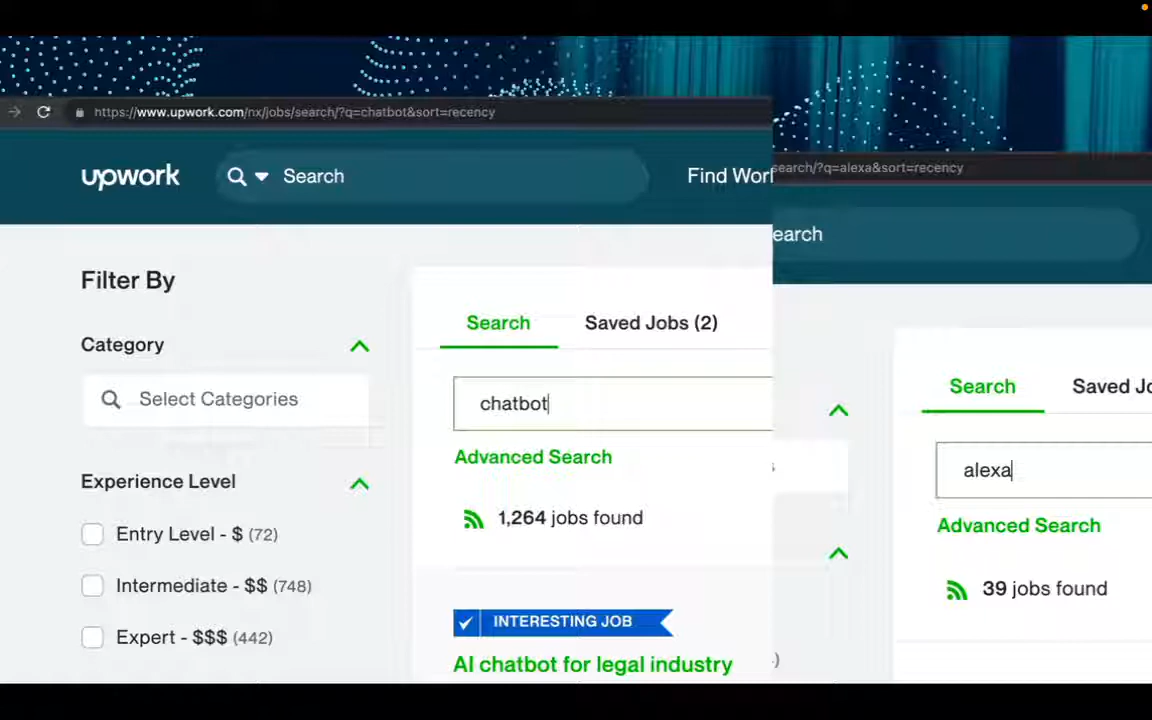 https://www.upwork.com/nx/jobs/search/?q=chatbot&sort=recency
upwork
Search
Find Worl
Filter By
Category
Select Categories
Experience Level
Entry Level - $ (72)
Intermediate - $$ (748)
Expert - $$$ (442)
Search
Saved Jobs (2)
chatbot
Advanced Search
1,264 jobs found
INTERESTING JOB
AI chatbot for legal industry
search/?q=alexa&sort=recency
earch
Search
Saved Jo
alexa
Advanced Search
39 jobs found
s
)